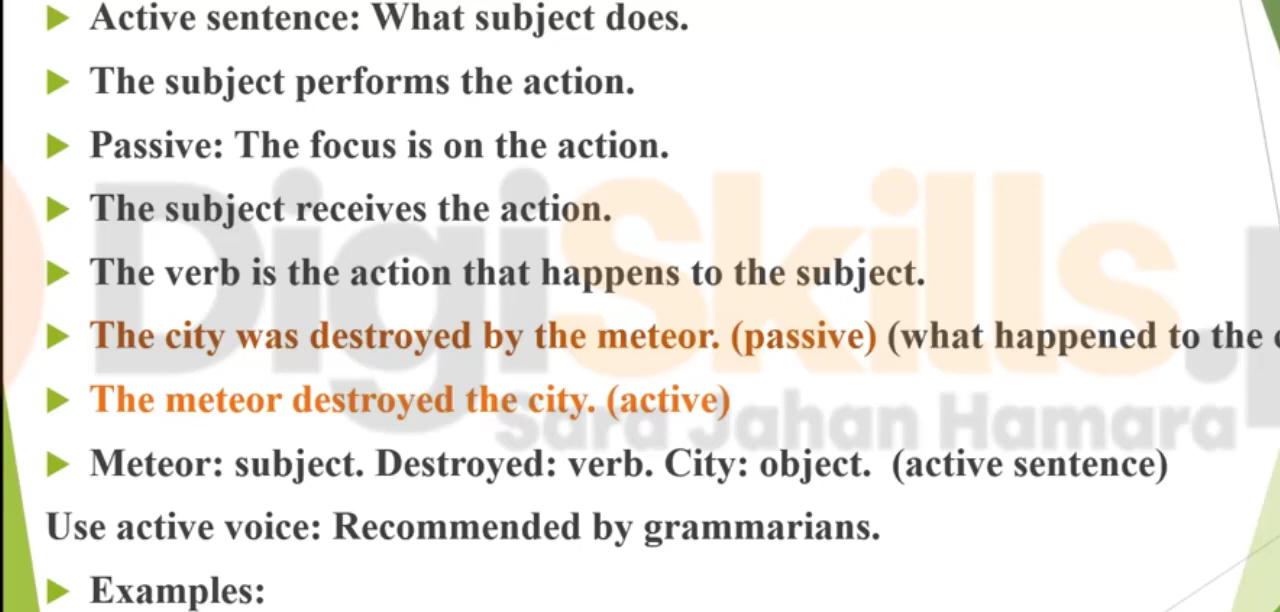 Active sentence: What subject does.
The subject performs the action.
Passive: The focus is on the action.
The subject receives the action.
The verb is the action that happens to the subject.
The city was destroyed by the meteor. (passive) (what happened to the
The meteor destroyed the city. (active)
Meteor: subject. Destroyed: verb. City: object. (active sentence)
Use active voice: Recommended by grammarians.
Examples:
DigiSkills.
Sara Jahan Hamara